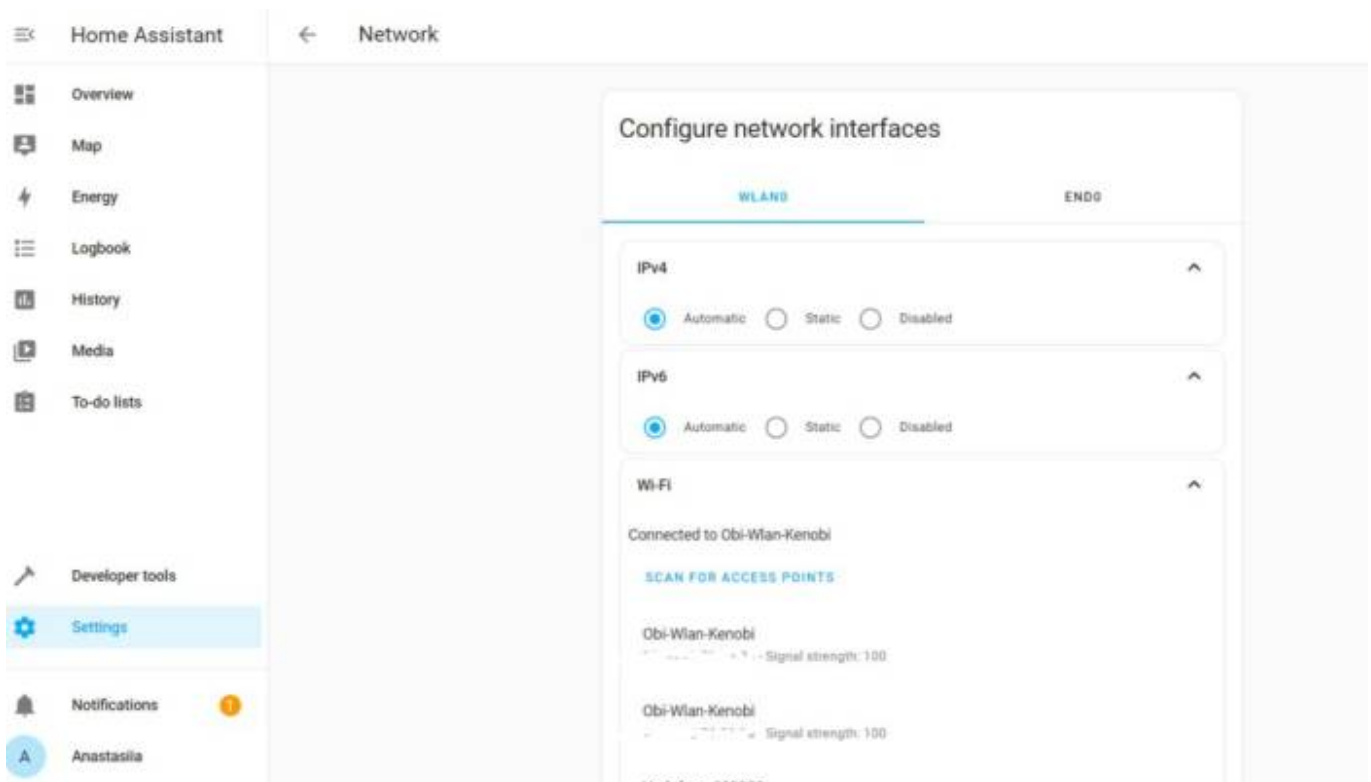 Home Assistant
Network
Overview
Map
Energy
Logbook
History
Media
To-do lists
Developer tools
Settings
Notifications
Anastasiia
A
Configure network interfaces
WLAN0
END0
IPv4
Automatic Static Disabled
IPv6
Automatic Static Disabled
Wi-Fi
Connected to Obi-Wlan-Kenobi
SCAN FOR ACCESS POINTS
Obi-Wlan-Kenobi
Signal strength: 100
Obi-Wlan-Kenobi
Signal strength: 100